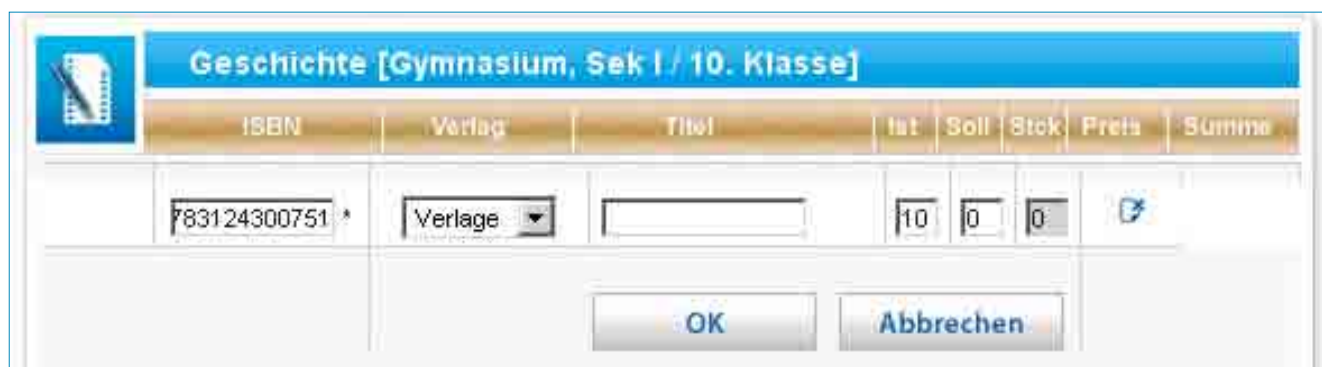 Geschichte [Gymnasium, Sek I / 10. Klasse]
ISBN Verlag Titel Ist Soll Stck Preis Summe
783124300751 * Verlage 10 0 0
OK Abbrechen